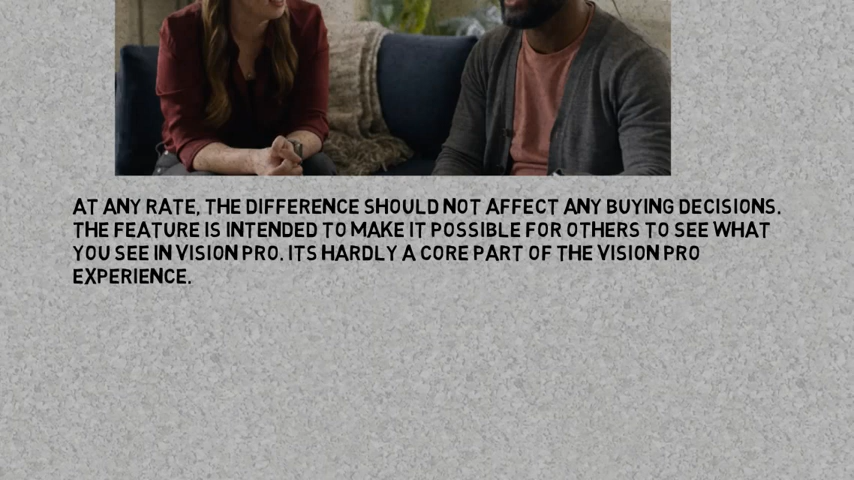 AT ANY RATE, THE DIFFERENCE SHOULD NOT AFFECT ANY BUYING DECISIONS.
THE FEATURE IS INTENDED TO MAKE IT POSSIBLE FOR OTHERS TO SEE WHAT
YOU SEE IN VISION PRO. ITS HARDLY A CORE PART OF THE VISION PRO
EXPERIENCE.